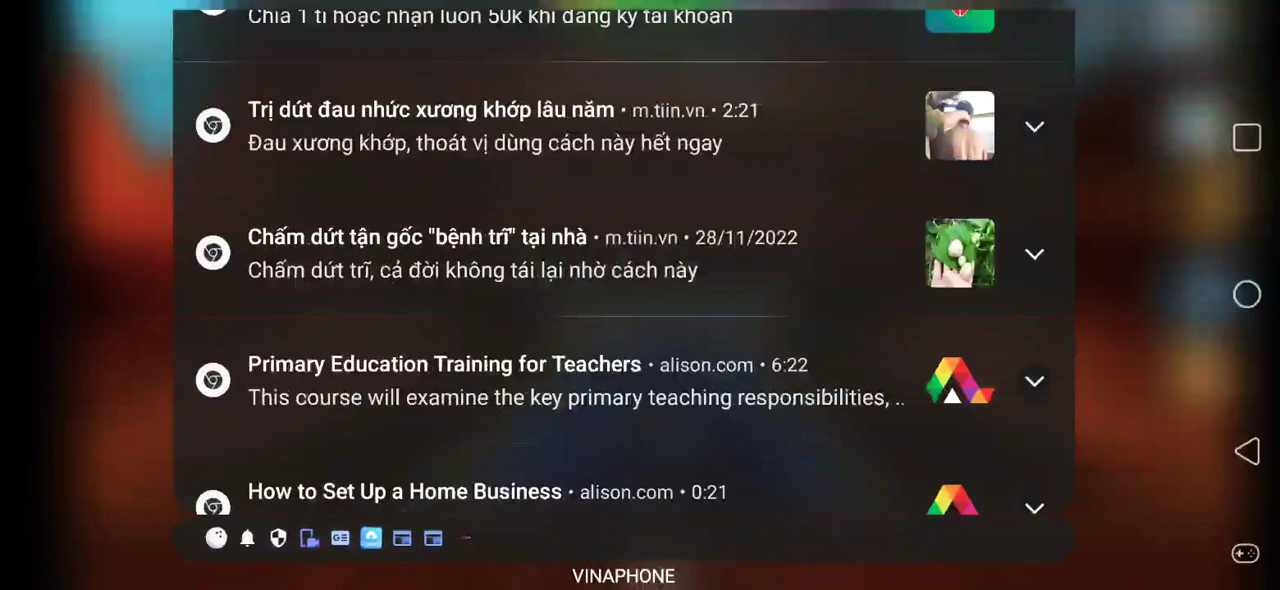 Chia 1 tỉ hoặc nhận luôn 50k khi đăng ký tài khoản
Trị dứt đau nhức xương khớp lâu năm • m.tiin.vn • 2:21
Đau xương khớp, thoát vị dùng cách này hết ngay
Chấm dứt tận gốc "bệnh trĩ" tại nhà • m.tiin.vn • 28/11/2022
Chấm dứt trĩ, cả đời không tái lại nhờ cách này
Primary Education Training for Teachers • alison.com • 6:22
This course will examine the key primary teaching responsibilities, ..
How to Set Up a Home Business • alison.com • 0:21
GE
VINAPHONE